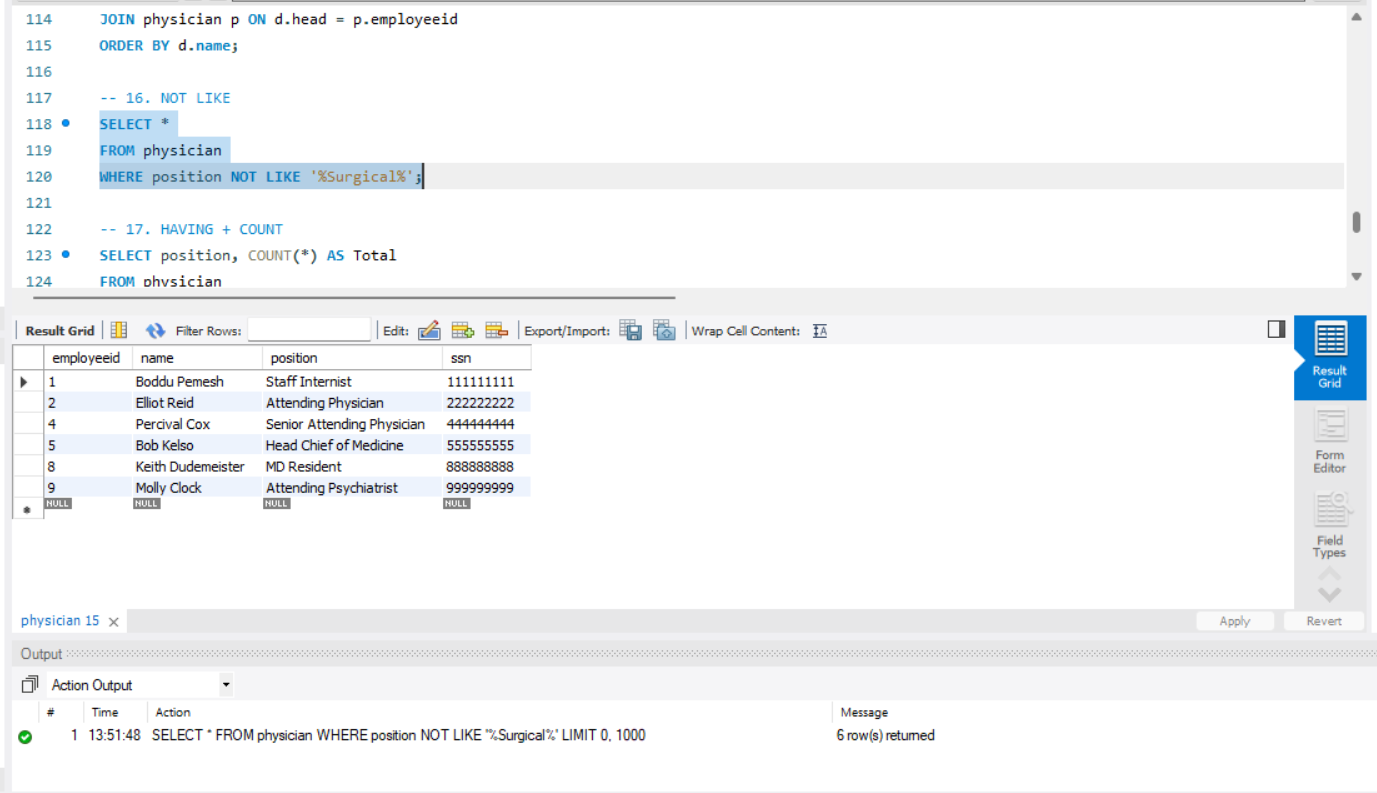 114 JOIN physician p ON d.head = p.employeeid
115 ORDER BY d.name;
116
117 -- 16. NOT LIKE
118 SELECT *
119 FROM physician
120 WHERE position NOT LIKE '%Surgical%';
121
122 -- 17. HAVING + COUNT
123 SELECT position, COUNT(*) AS Total
124 FROM physician
Result Grid Filter Rows: Edit: Export/Import: Wrap Cell Content: IA
employeeid name position ssn
1 Boddu Pemesh Staff Internist 111111111
2 Elliot Reid Attending Physician 222222222
4 Percival Cox Senior Attending Physician 444444444
5 Bob Kelso Head Chief of Medicine 555555555
8 Keith Dudemeister MD Resident 888888888
9 Molly Clock Attending Psychiatrist 999999999
* NULL NULL NULL NULL
Result
Grid
Form
Editor
Field
Types
physician 15 × Apply Revert
Output
Action Output
# Time Action Message
1 13:51:48 SELECT * FROM physician WHERE position NOT LIKE '%Surgical%' LIMIT 0, 1000 6 row(s) returned